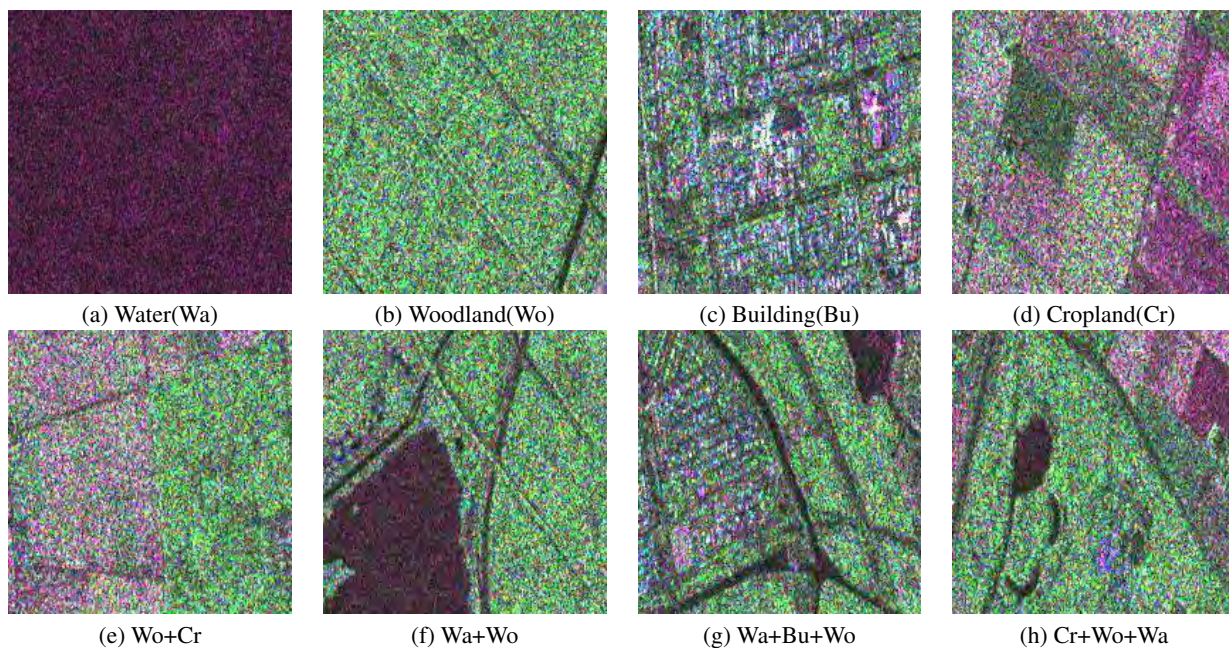 (a) Water(Wa)
(b) Woodland(Wo)
(c) Building(Bu)
(d) Cropland(Cr)
(e) Wo+Cr
(f) Wa+Wo
(g) Wa+Bu+Wo
(h) Cr+Wo+Wa